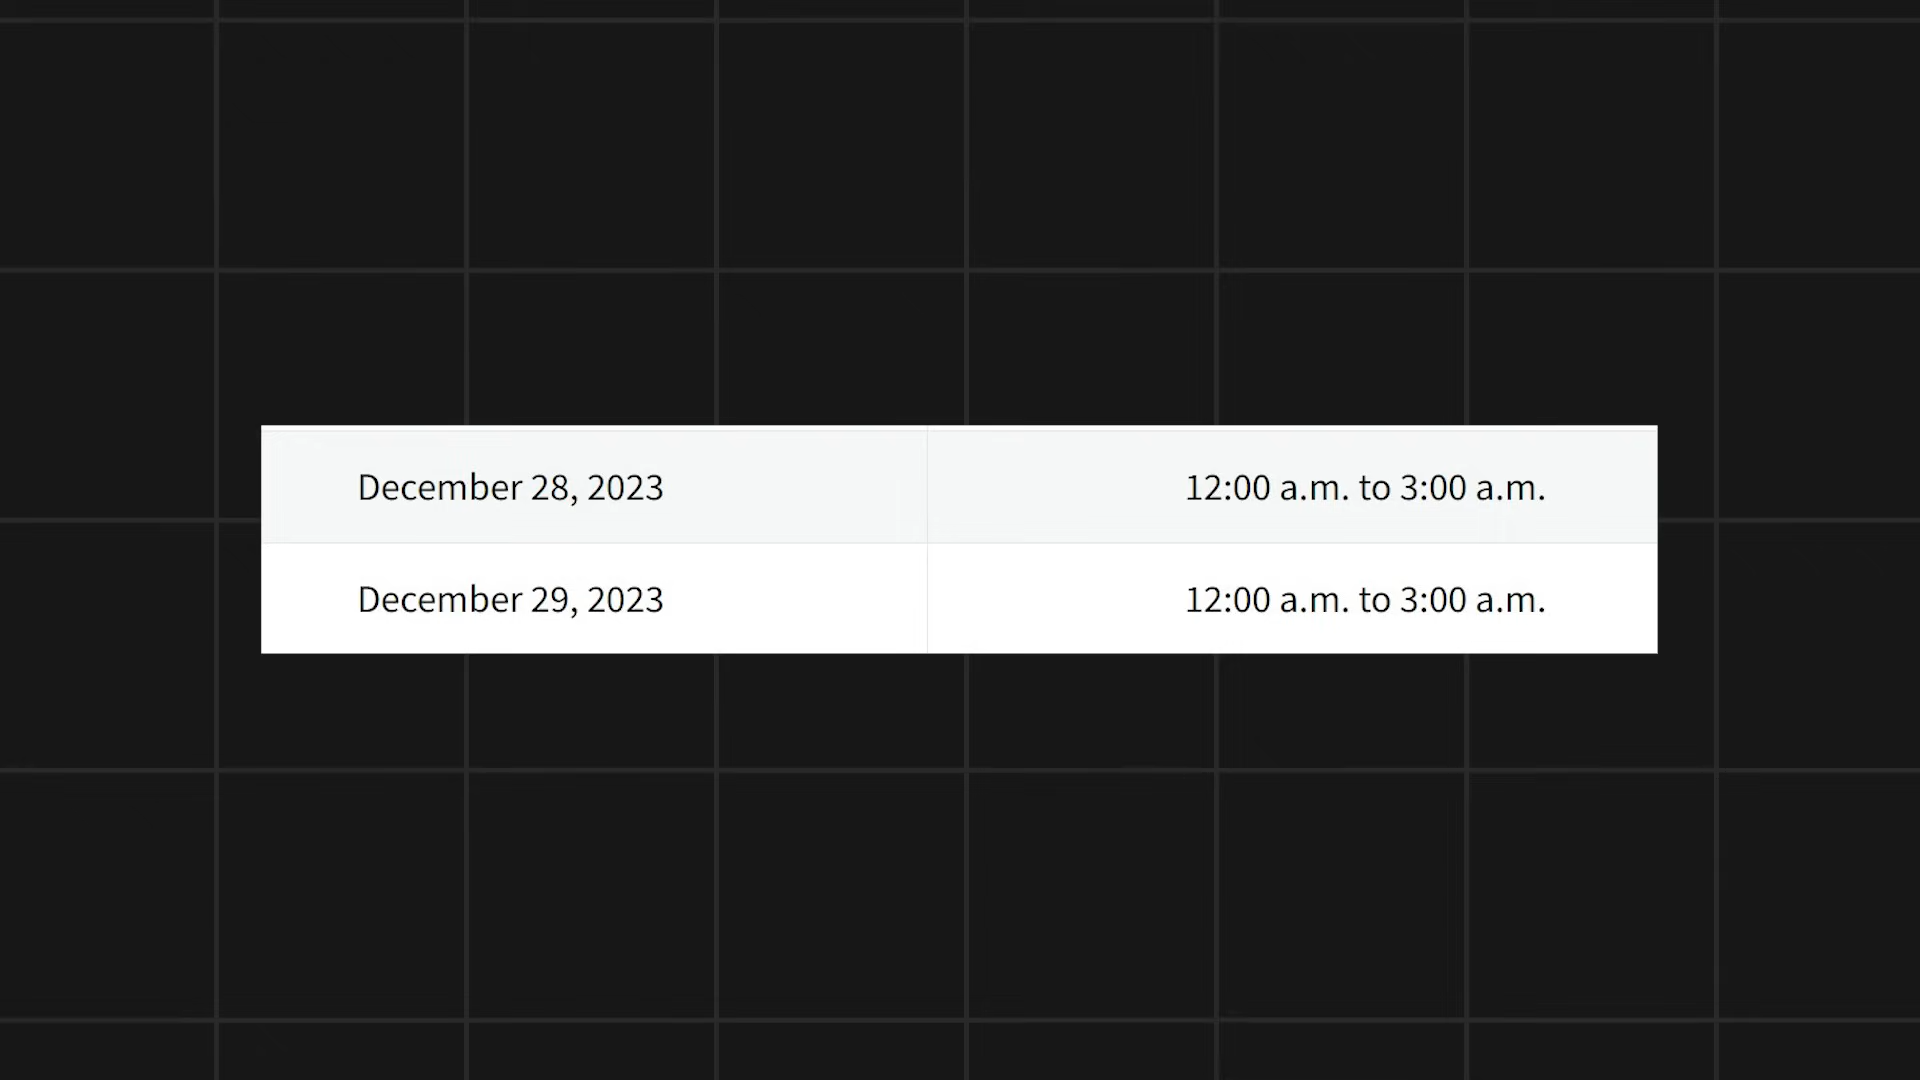 December 28, 2023 12:00 a.m. to 3:00 a.m.
December 29, 2023 12:00 a.m. to 3:00 a.m.